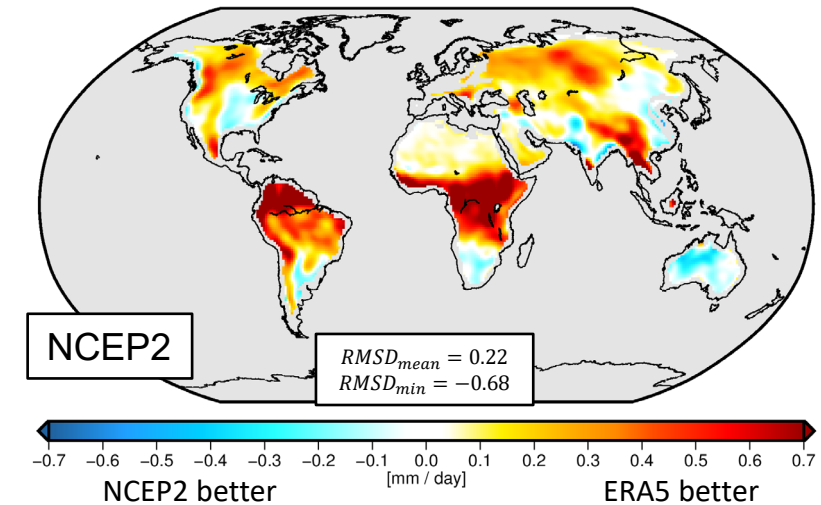 NCEP2
RMSD_mean = 0.22
RMSD_min = −0.68
−0.7 −0.6 −0.5 −0.4 −0.3 −0.2 −0.1 0.0 0.1 0.2 0.3 0.4 0.5 0.6 0.7
[mm / day]
NCEP2 better ERA5 better